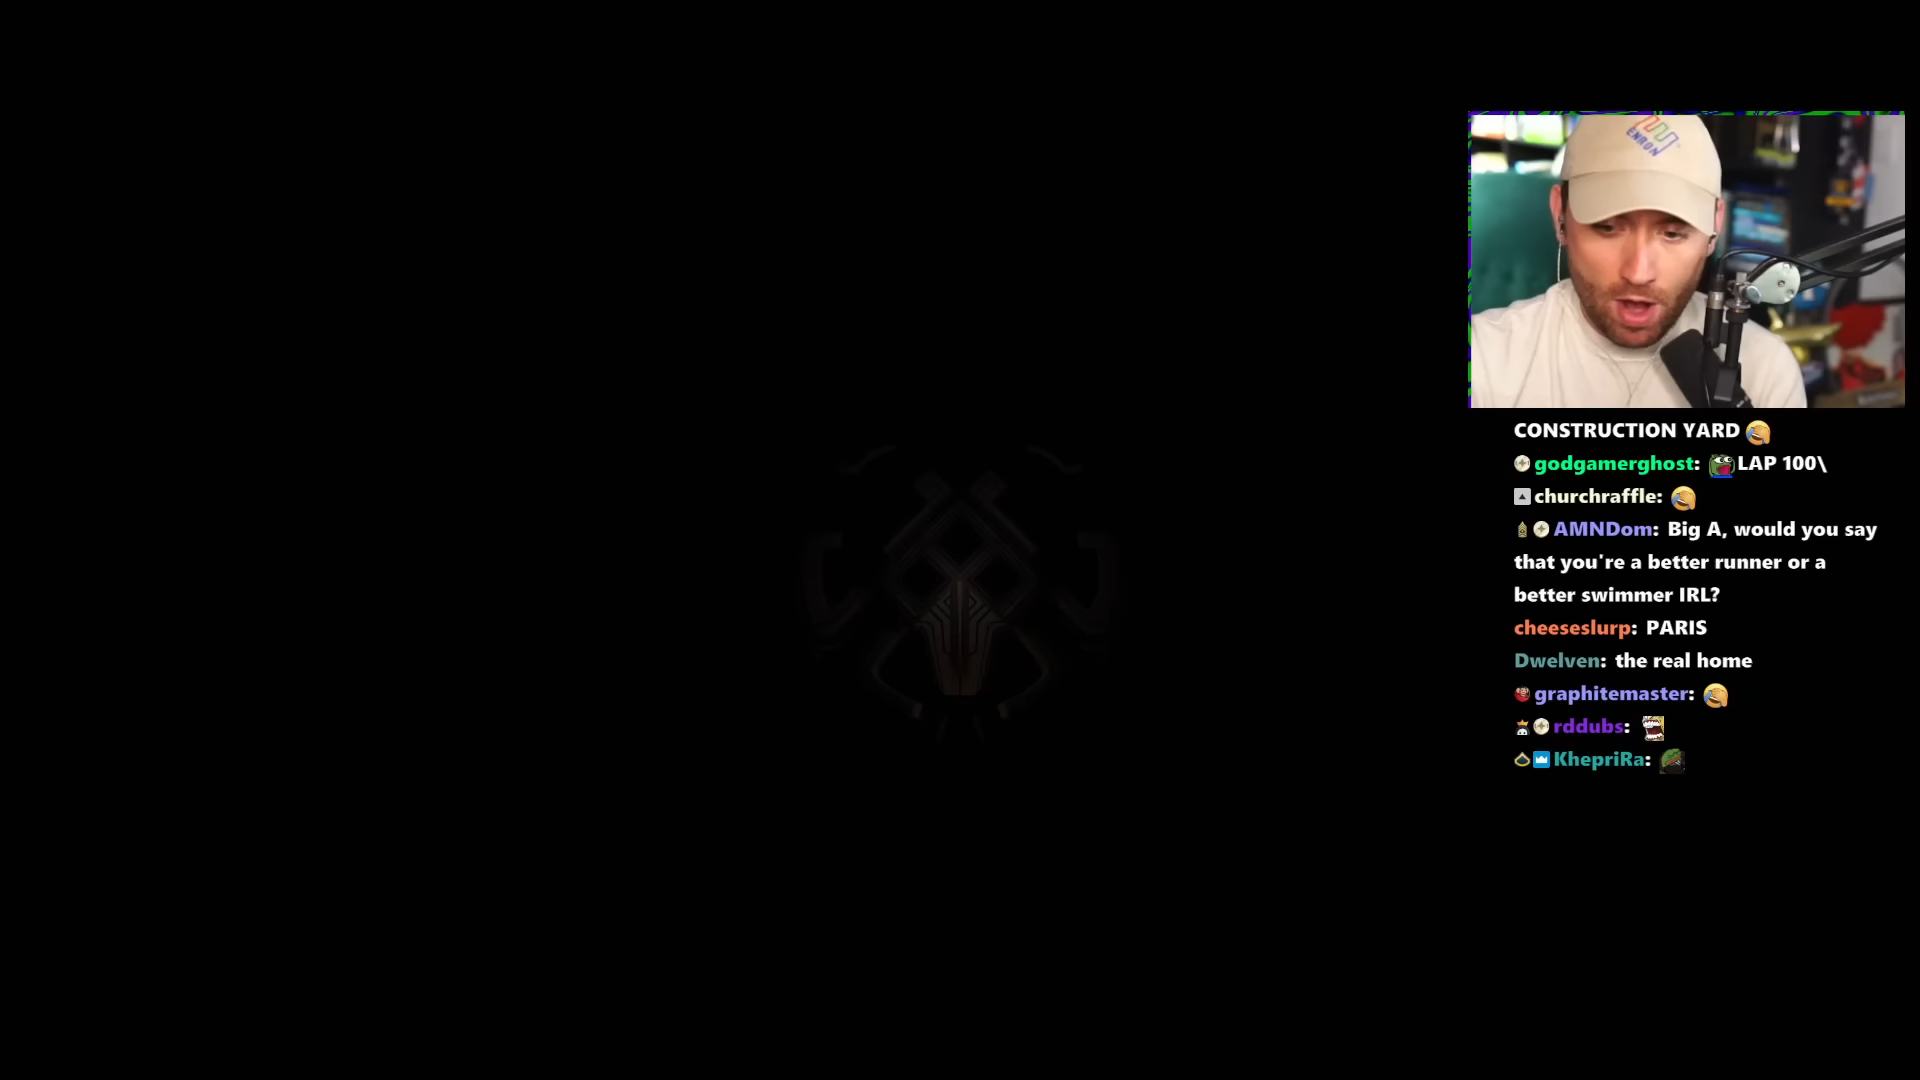 ENRON
CONSTRUCTION YARD
godgamerghost: LAP 100\
churchraffle:
AMNDom: Big A, would you say
that you're a better runner or a
better swimmer IRL?
cheeseslurp: PARIS
Dwelven: the real home
graphitemaster:
rddubs:
KhepriRa: